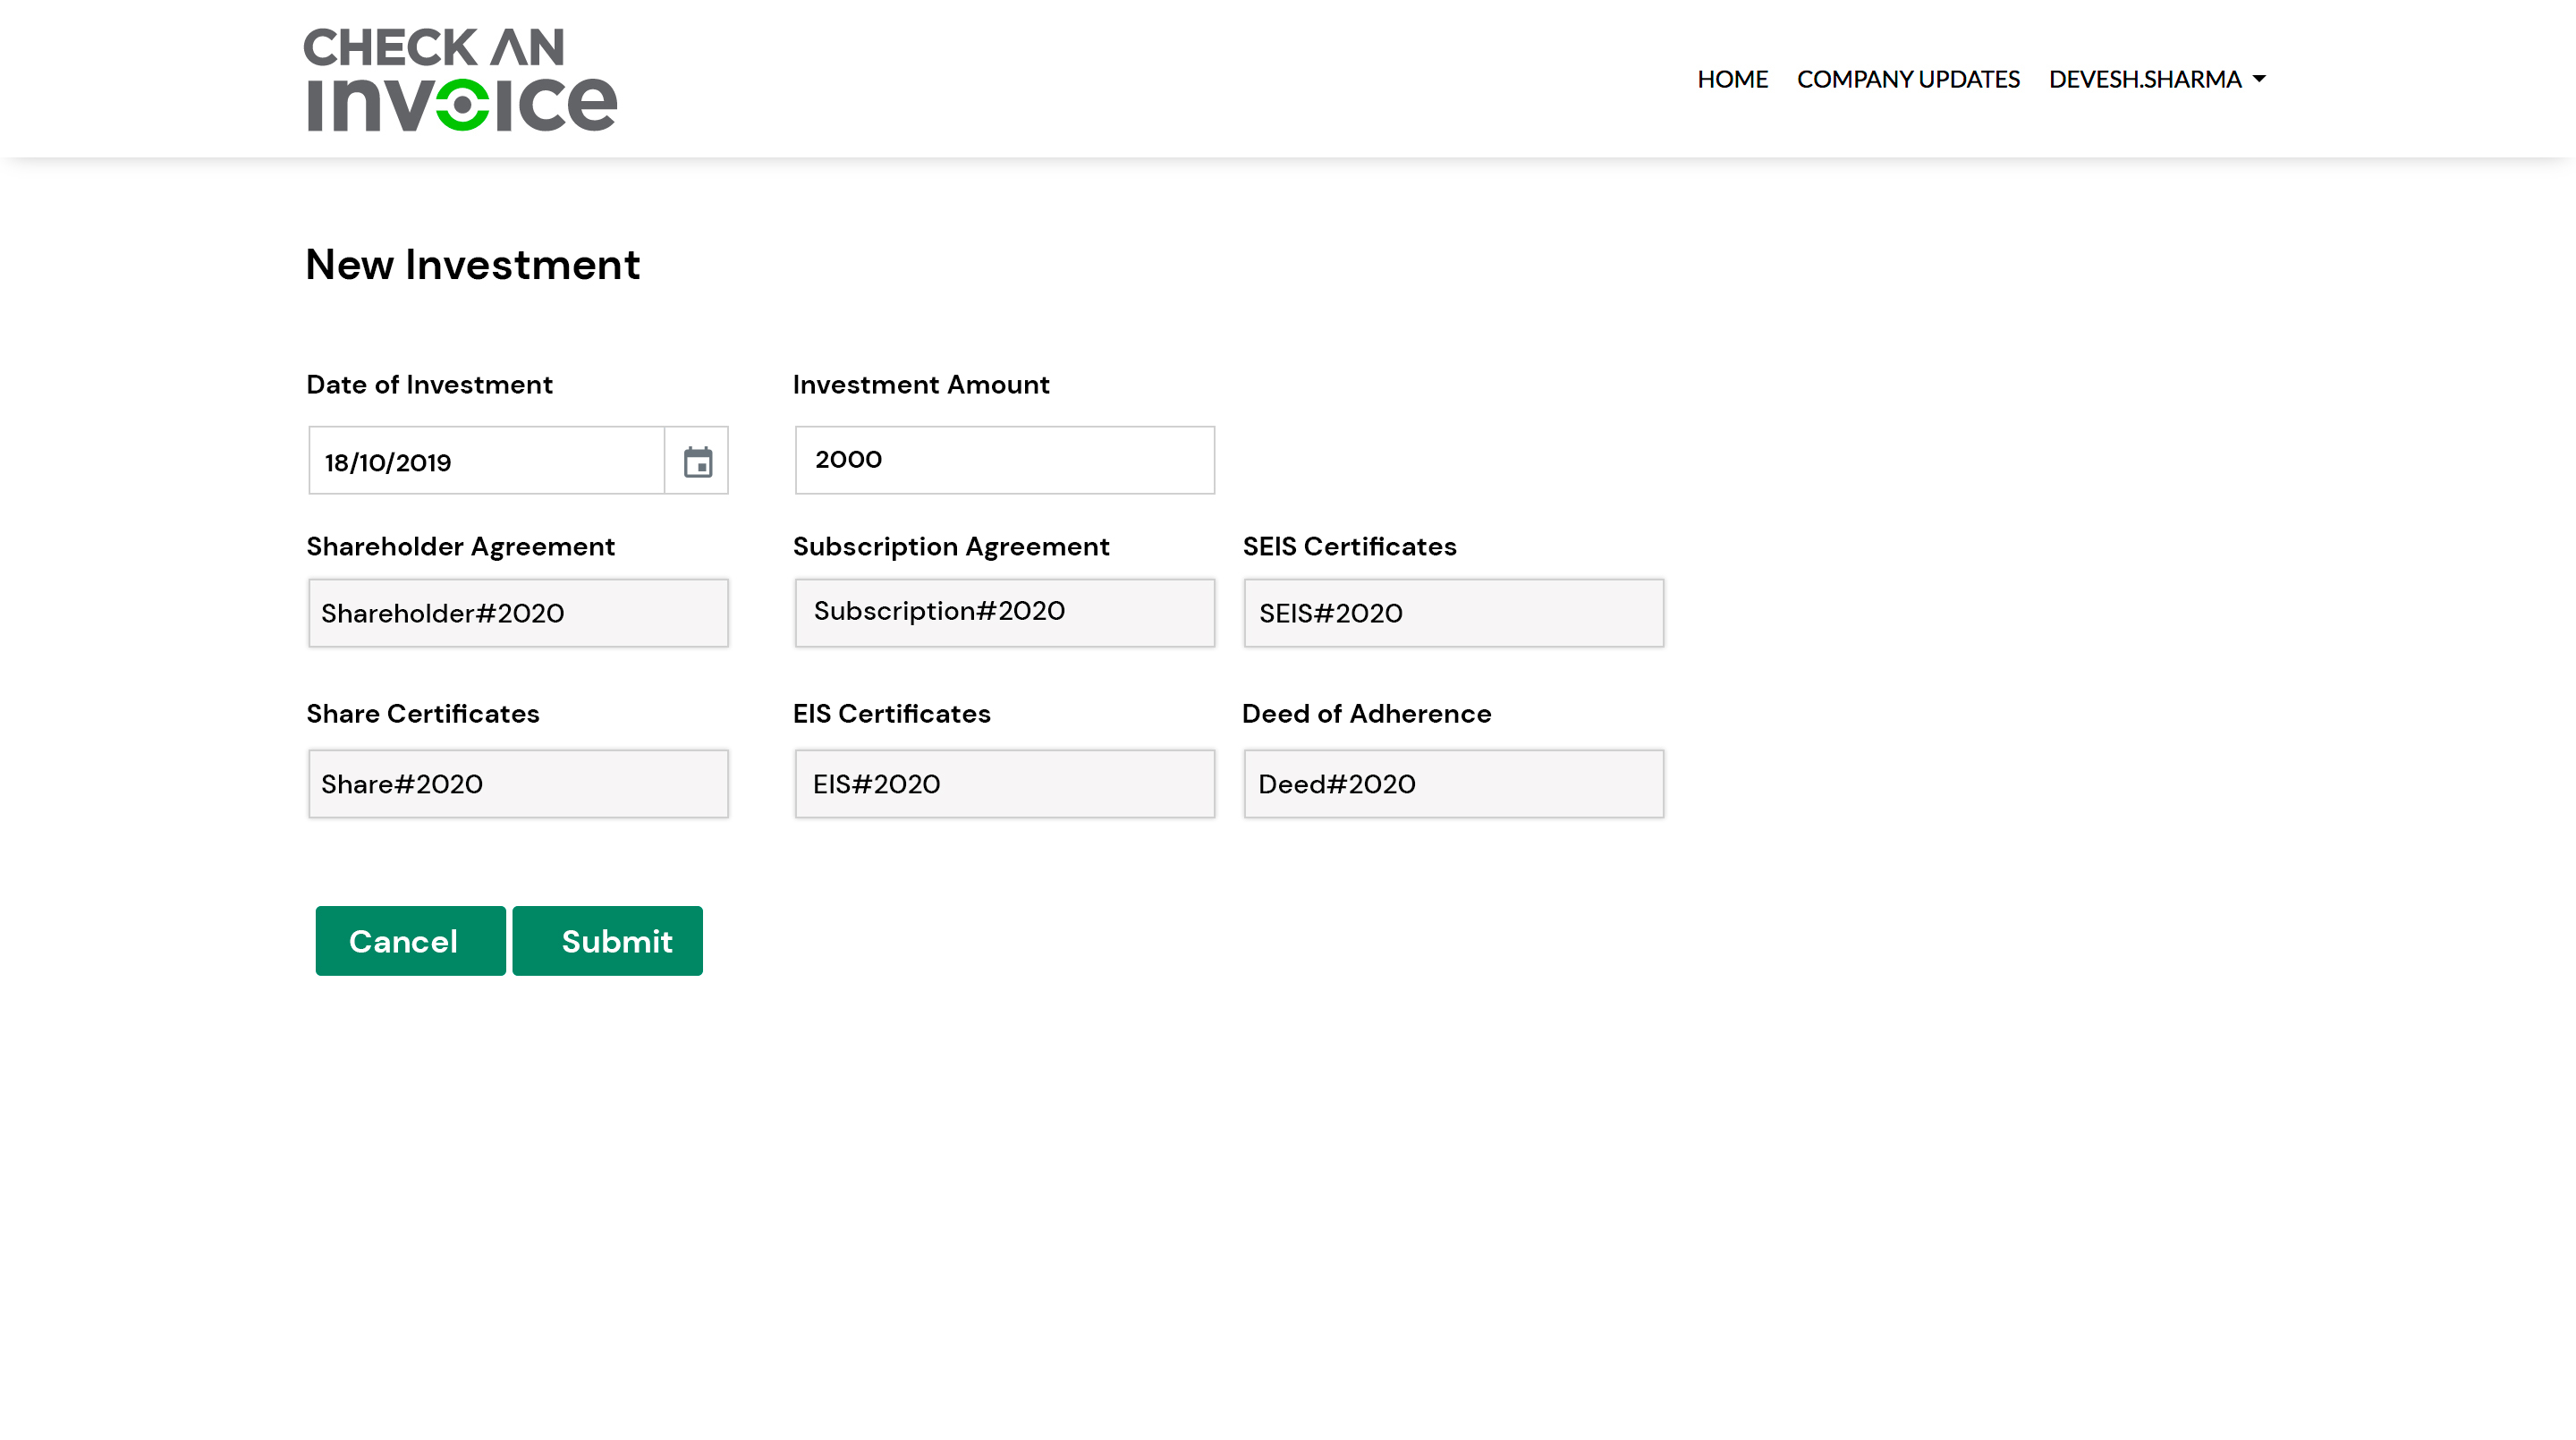 CHECK AN
invoice
HOME COMPANY UPDATES DEVESH.SHARMA
New Investment
Date of Investment Investment Amount
18/10/2019 2000
Shareholder Agreement Subscription Agreement SEIS Certificates
Shareholder#2020 Subscription#2020 SEIS#2020
Share Certificates EIS Certificates Deed of Adherence
Share#2020 EIS#2020 Deed#2020
Cancel Submit